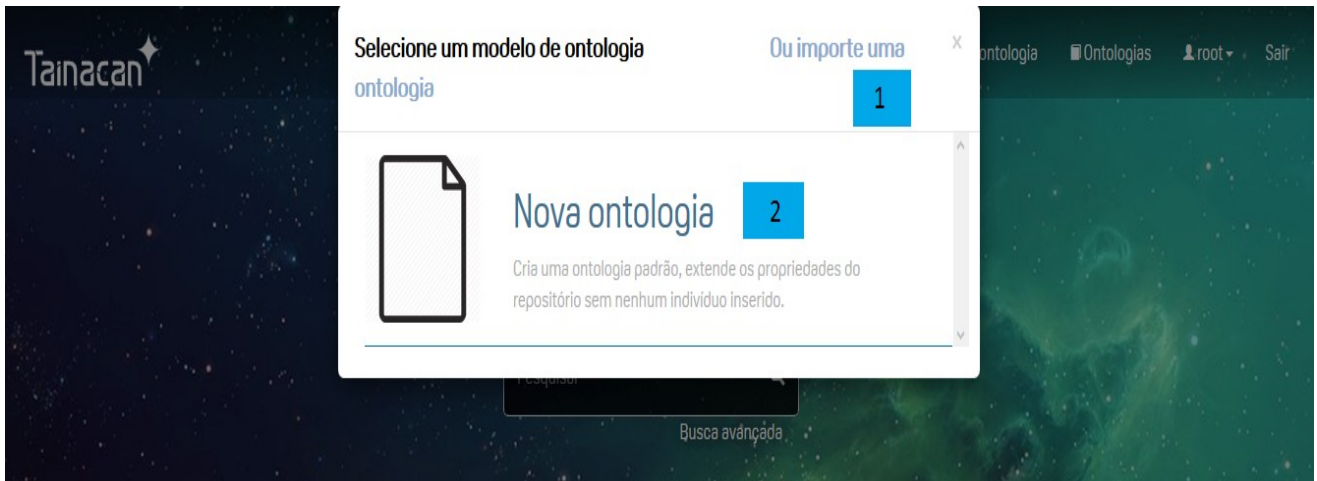 Tainacan
Selecione um modelo de ontologia
Ou importe uma
ontologia
x
1
ontologia
Ontologias
root
Sair
Nova ontologia
2
Cria uma ontologia padrão, extende os propriedades do
repositório sem nenhum indivíduo inserido.
Busca avançada